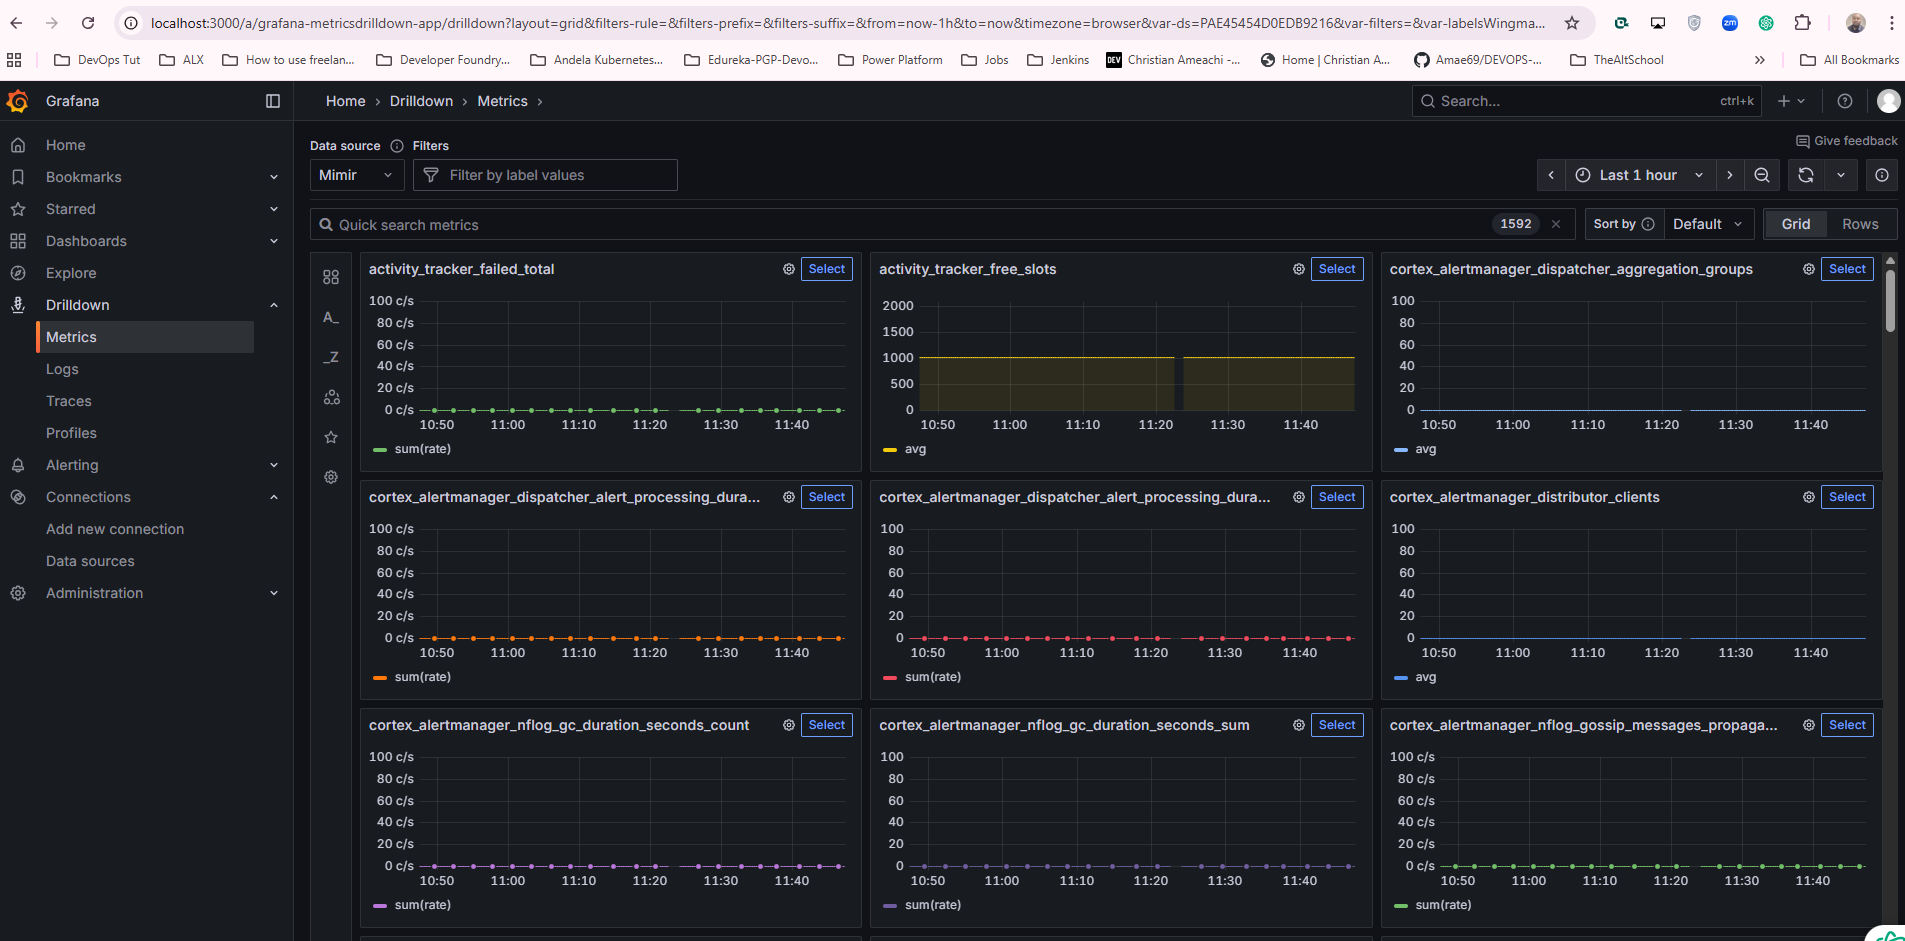 localhost:3000/a/grafana-metricsdrilldown-app/drilldown?layout=grid&filters-rule=&filters-prefix=&filters-suffix=&from=now-1h&to=now&timezone=browser&var-ds=PAE45454D0EDB9216&var-filters=&var-labelsWingma...
zm
DevOps Tut
ALX
How to use freelan...
Developer Foundry...
Andela Kubernetes...
Edureka-PGP-Devo...
Power Platform
Jobs
Jenkins
DEV
Christian Ameachi -...
Home | Christian A...
Amae69/DEVOPS-...
TheAltSchool
All Bookmarks
Grafana
Home
Drilldown
Metrics
Search...
ctrl+k
Home
Bookmarks
Starred
Dashboards
Explore
Drilldown
Metrics
Logs
Traces
Profiles
Alerting
Connections
Add new connection
Data sources
Administration
Data source
Filters
Give feedback
Mimir
Filter by label values
Last 1 hour
Quick search metrics
1592
Sort by
Default
Grid
Rows
A_
_Z
activity_tracker_failed_total
Select
100 c/s
80 c/s
60 c/s
40 c/s
20 c/s
0 c/s
10:50 11:00 11:10 11:20 11:30 11:40
sum(rate)
activity_tracker_free_slots
Select
2000
1500
1000
500
0
10:50 11:00 11:10 11:20 11:30 11:40
avg
cortex_alertmanager_dispatcher_aggregation_groups
Select
100
80
60
40
20
0
10:50 11:00 11:10 11:20 11:30 11:40
avg
cortex_alertmanager_dispatcher_alert_processing_dura...
Select
100 c/s
80 c/s
60 c/s
40 c/s
20 c/s
0 c/s
10:50 11:00 11:10 11:20 11:30 11:40
sum(rate)
cortex_alertmanager_dispatcher_alert_processing_dura...
Select
100
80
60
40
20
0
10:50 11:00 11:10 11:20 11:30 11:40
sum(rate)
cortex_alertmanager_distributor_clients
Select
100
80
60
40
20
0
10:50 11:00 11:10 11:20 11:30 11:40
avg
cortex_alertmanager_nflog_gc_duration_seconds_count
Select
100 c/s
80 c/s
60 c/s
40 c/s
20 c/s
0 c/s
10:50 11:00 11:10 11:20 11:30 11:40
sum(rate)
cortex_alertmanager_nflog_gc_duration_seconds_sum
Select
100
80
60
40
20
0
10:50 11:00 11:10 11:20 11:30 11:40
sum(rate)
cortex_alertmanager_nflog_gossip_messages_propaga...
Select
100 c/s
80 c/s
60 c/s
40 c/s
20 c/s
0 c/s
10:50 11:00 11:10 11:20 11:30 11:40
sum(rate)